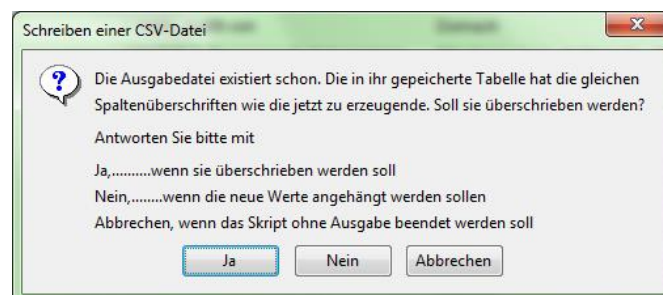 Schreiben einer CSV-Datei
Die Ausgabedatei existiert schon. Die in ihr gepeicherte Tabelle hat die gleichen
Spaltenüberschriften wie die jetzt zu erzeugende. Soll sie überschrieben werden?
Antworten Sie bitte mit
Ja,..........wenn sie überschrieben werden soll
Nein,........wenn die neue Werte angehängt werden sollen
Abbrechen, wenn das Skript ohne Ausgabe beendet werden soll
Ja Nein Abbrechen